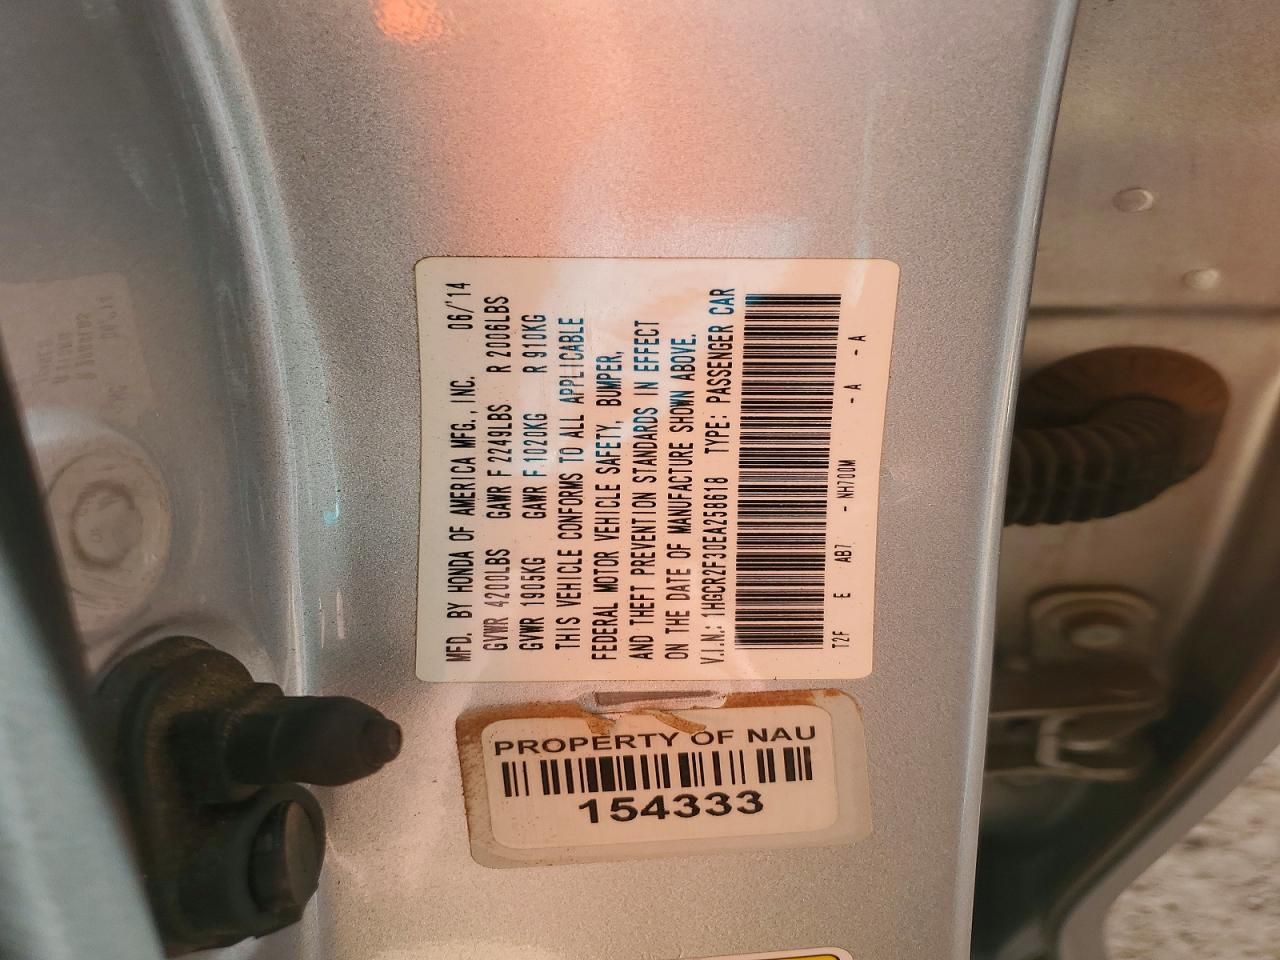 MFD. BY HONDA OF AMERICA MFG., INC. 06/'14
GVWR 4200LBS GAWR F 2249LBS R 2006LBS
GVWR 1905KG GAWR F 1020KG R 910KG
THIS VEHICLE CONFORMS TO ALL APPLICABLE
FEDERAL MOTOR VEHICLE SAFETY, BUMPER,
AND THEFT PREVENTION STANDARDS IN EFFECT
ON THE DATE OF MANUFACTURE SHOWN ABOVE.
V.I.N.: 1HGCR2F30EA258618 TYPE: PASSENGER CAR
T2F E AB7 - NH700M - A - A
PROPERTY OF NAU
154333